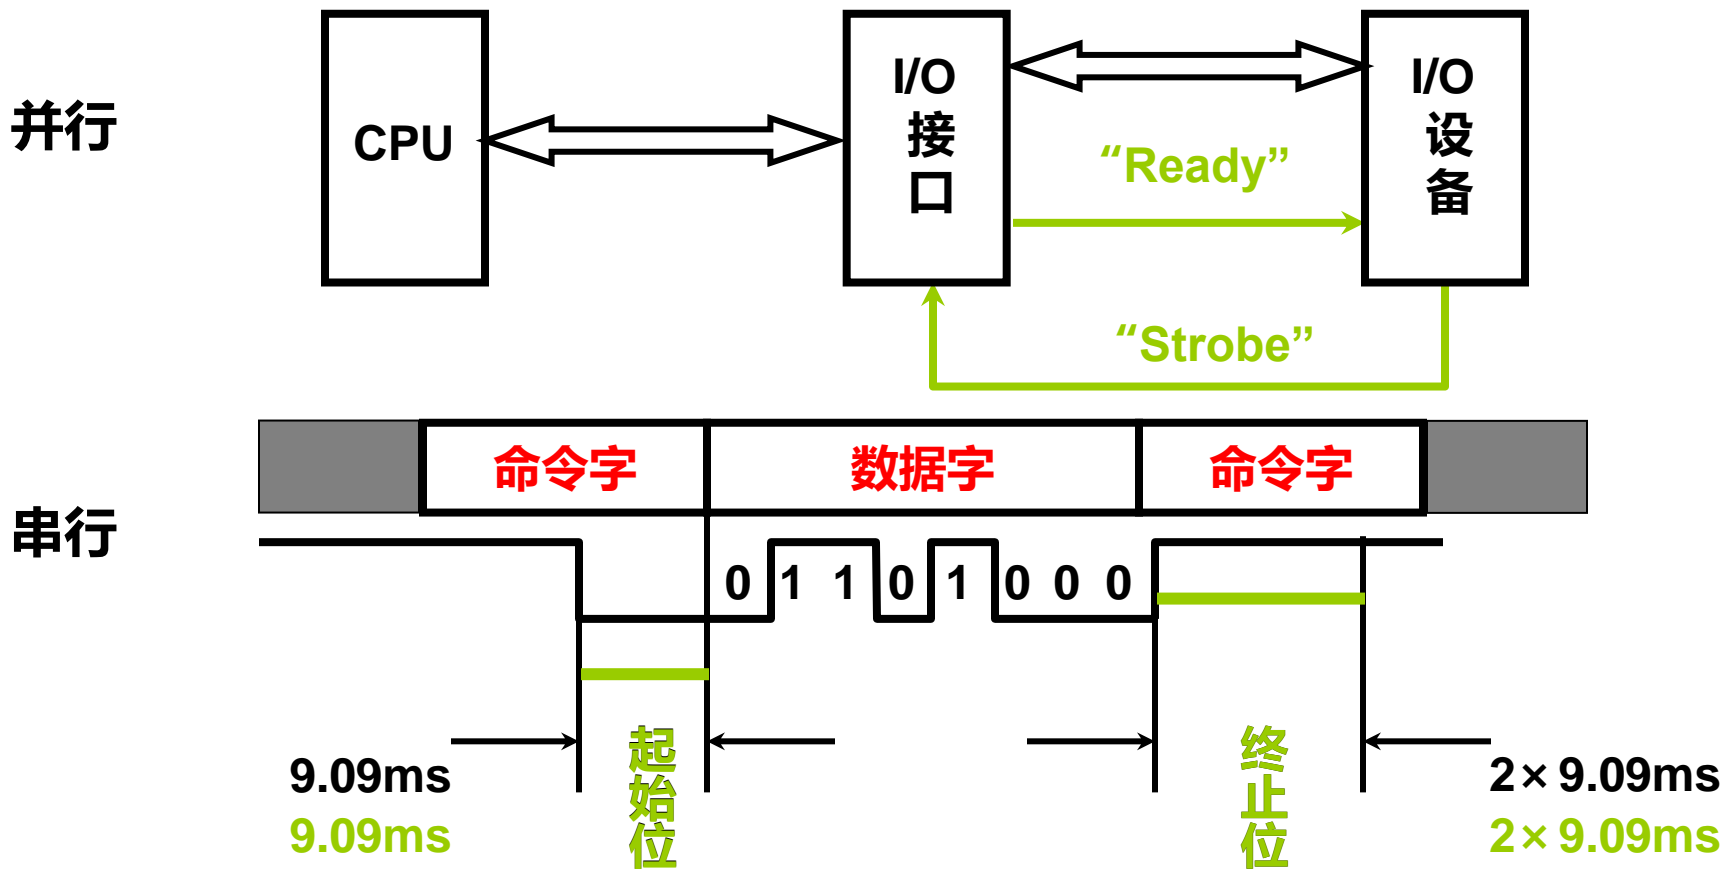 并行
CPU
I/O
接
口
I/O
设
备
“Ready”
“Strobe”
命令字
数据字
命令字
串行
0 1 1 0 1 0 0 0
起
始
位
终
止
位
9.09ms
9.09ms
2×9.09ms
2×9.09ms